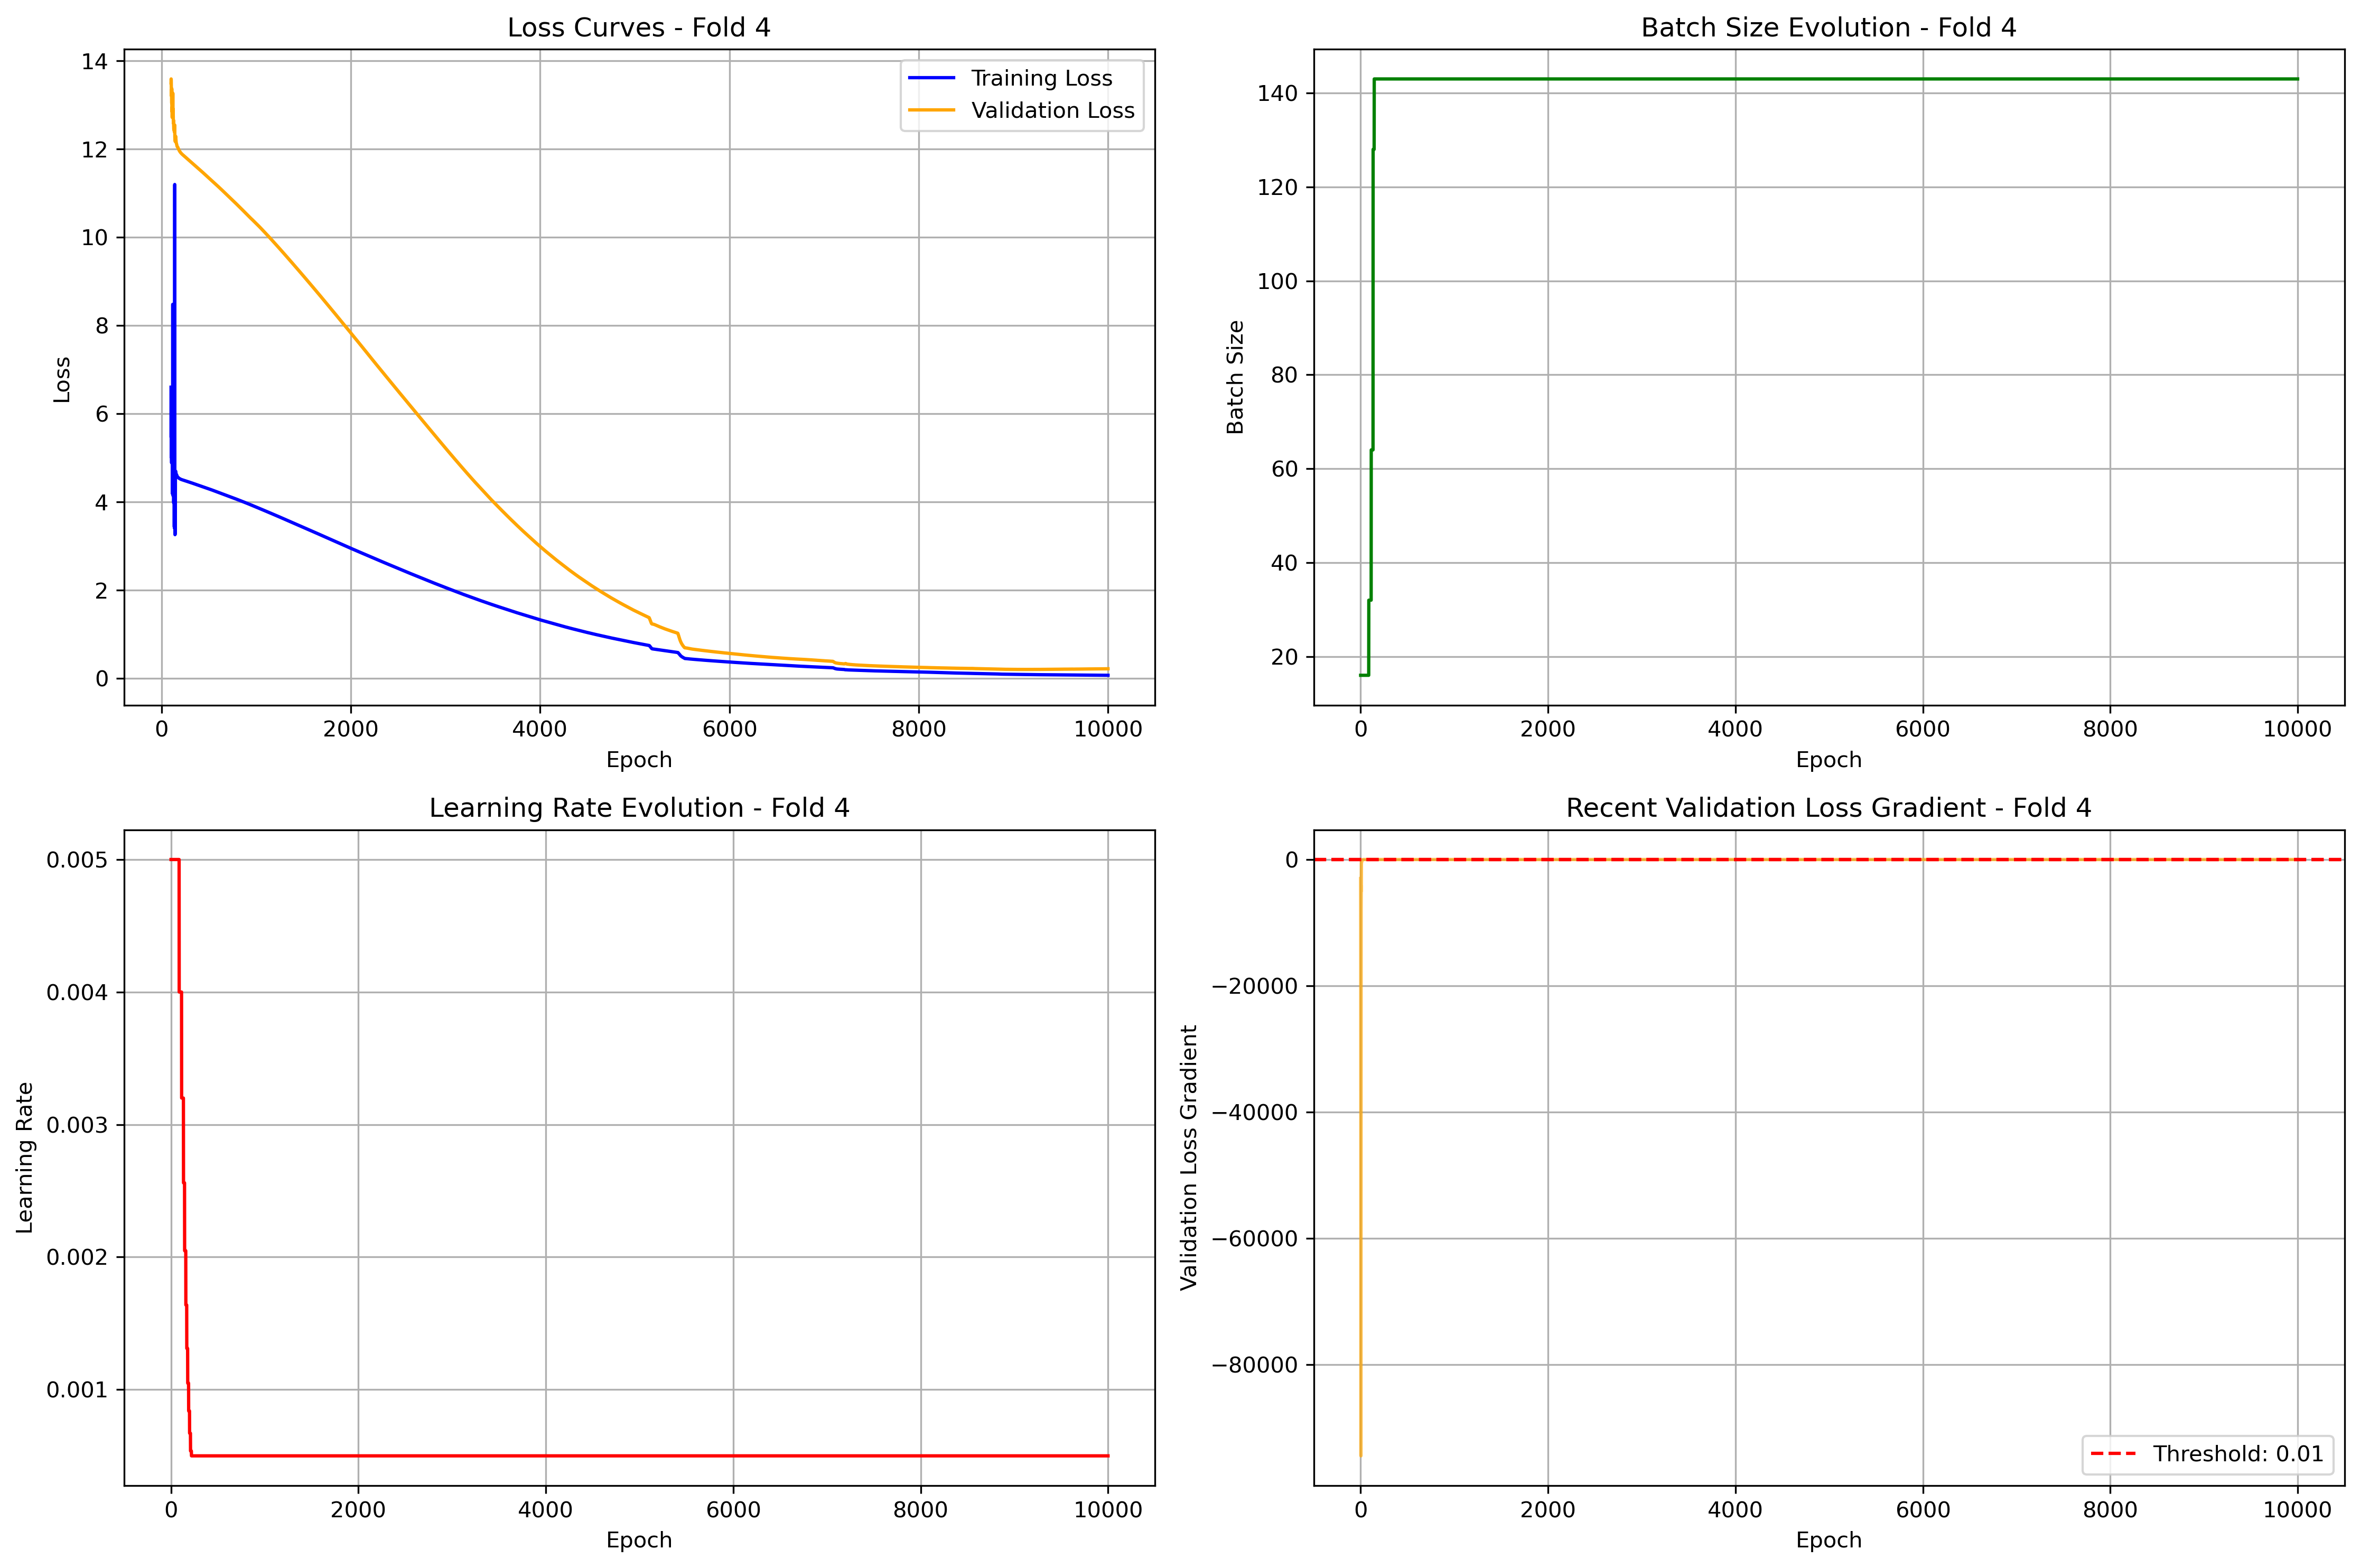 Loss Curves - Fold 4
14
12
10
8
6
4
2
0
Loss
0 2000 4000 6000 8000 10000
Epoch
Training Loss
Validation Loss
Batch Size Evolution - Fold 4
140
120
100
80
60
40
20
Batch Size
0 2000 4000 6000 8000 10000
Epoch
Learning Rate Evolution - Fold 4
0.005
0.004
0.003
0.002
0.001
Learning Rate
0 2000 4000 6000 8000 10000
Epoch
Recent Validation Loss Gradient - Fold 4
0
−20000
−40000
−60000
−80000
Validation Loss Gradient
0 2000 4000 6000 8000 10000
Epoch
Threshold: 0.01